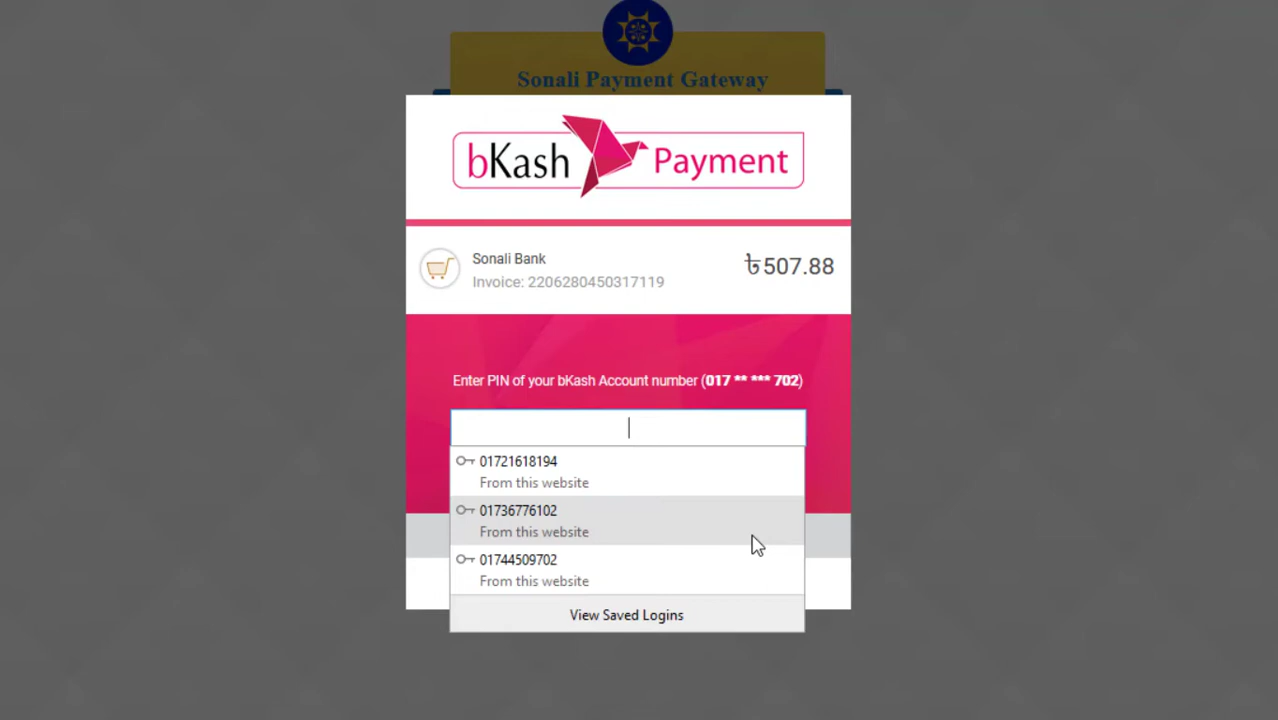 Sonali Payment Gateway
bKash Payment
Sonali Bank
৳507.88
Invoice: 2206280450317119
Enter PIN of your bKash Account number (017 ** *** 702)
01721618194
From this website
01736776102
From this website
01744509702
From this website
View Saved Logins